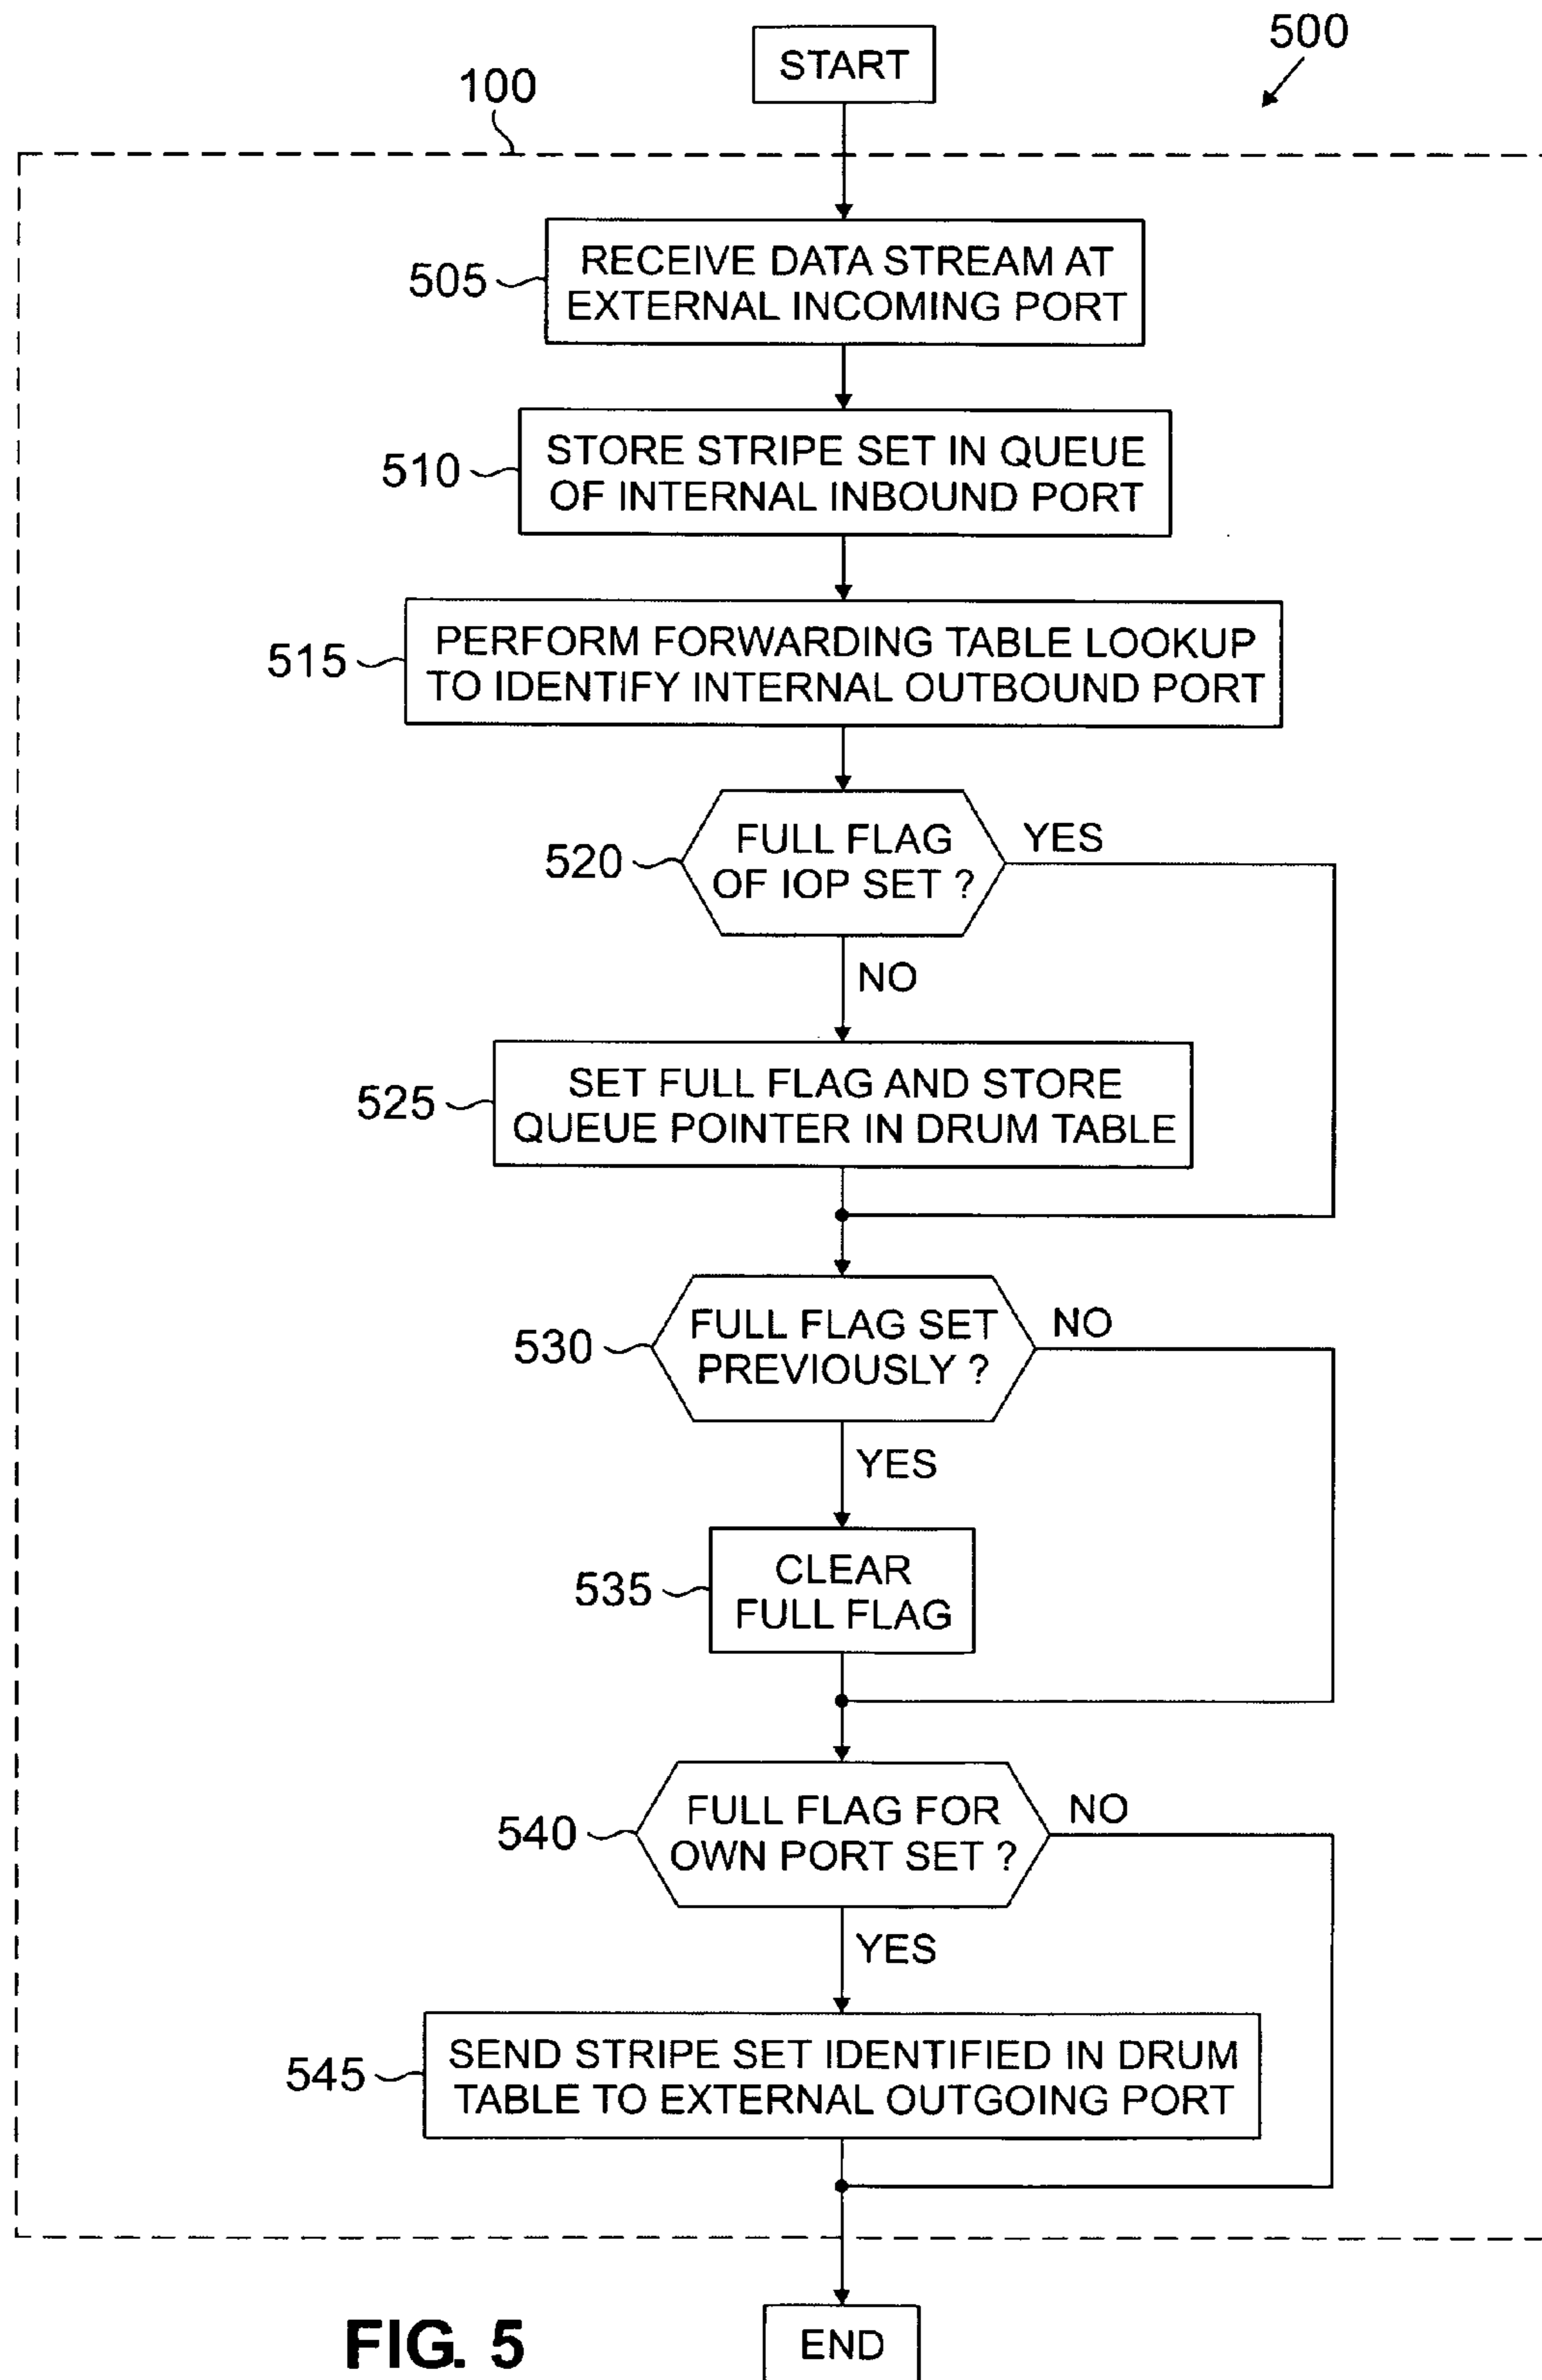 START
500
100
505
RECEIVE DATA STREAM AT
EXTERNAL INCOMING PORT
510
STORE STRIPE SET IN QUEUE
OF INTERNAL INBOUND PORT
515
PERFORM FORWARDING TABLE LOOKUP
TO IDENTIFY INTERNAL OUTBOUND PORT
520
FULL FLAG
OF IOP SET ?
YES
NO
525
SET FULL FLAG AND STORE
QUEUE POINTER IN DRUM TABLE
530
FULL FLAG SET
PREVIOUSLY ?
NO
YES
535
CLEAR
FULL FLAG
540
FULL FLAG FOR
OWN PORT SET ?
NO
YES
545
SEND STRIPE SET IDENTIFIED IN DRUM
TABLE TO EXTERNAL OUTGOING PORT
END
FIG. 5